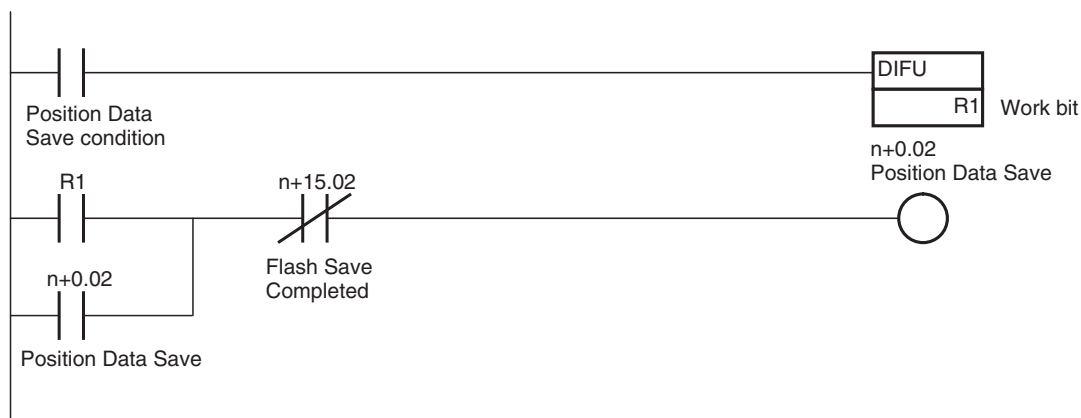 DIFU
Position Data
Save condition
R1 Work bit
n+0.02
Position Data Save
R1
n+15.02
Flash Save
Completed
n+0.02
Position Data Save